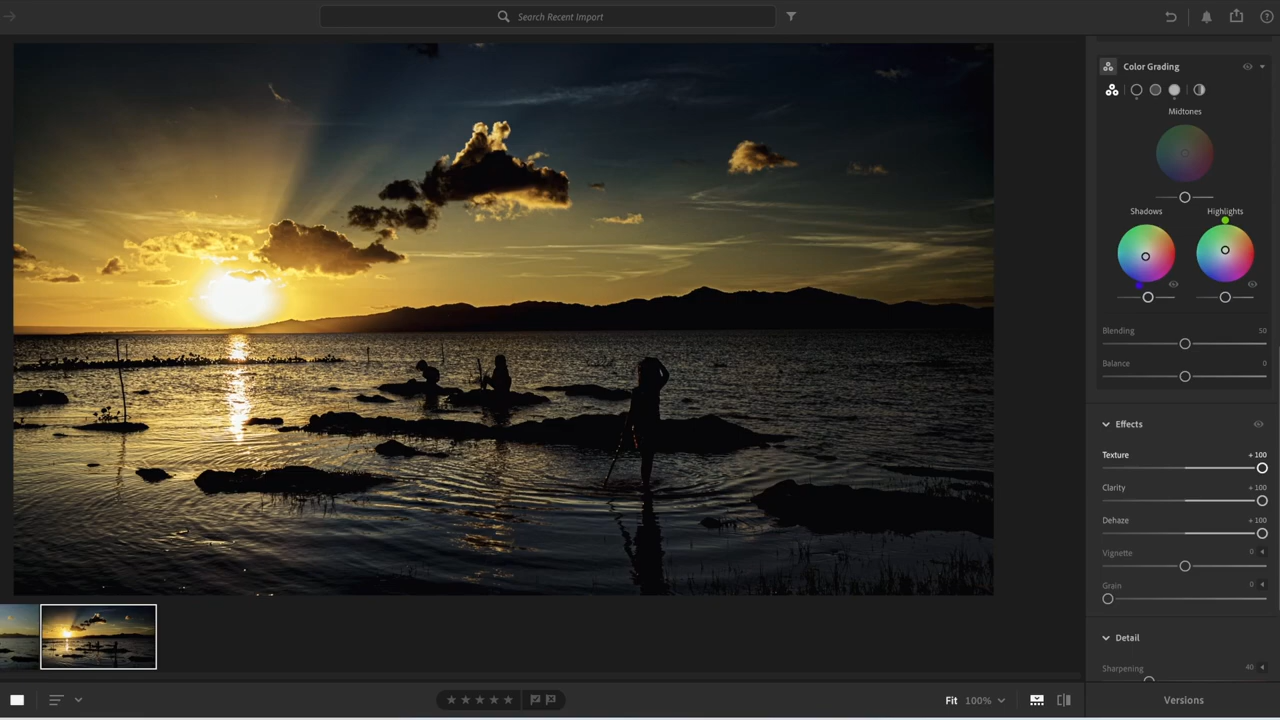 Search Recent Import
Color Grading
Midtones
Shadows
Highlights
Blending
50
Balance
0
Effects
Texture
+ 100
Clarity
+ 100
Dehaze
+ 100
Vignette
0
Grain
0
Detail
Sharpening
40
Fit
100%
Versions